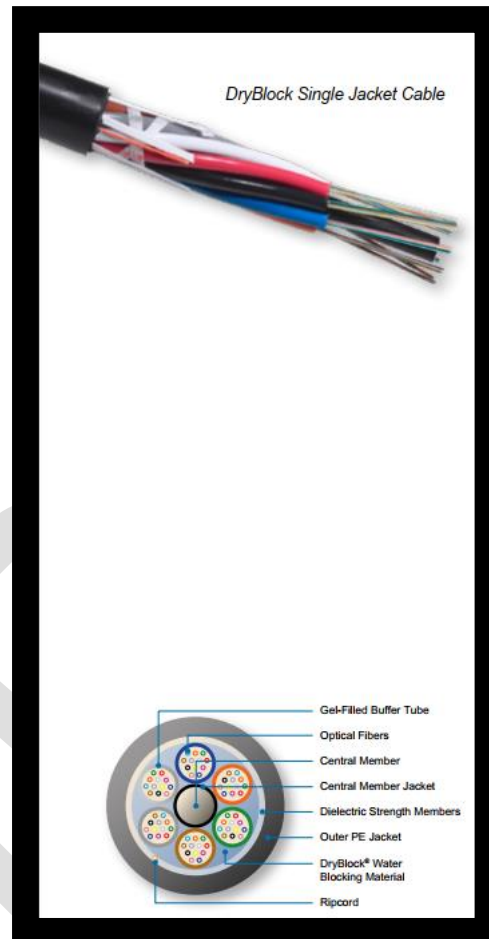 DryBlock Single Jacket Cable
Gel-Filled Buffer Tube
Optical Fibers
Central Member
Central Member Jacket
Dielectric Strength Members
Outer PE Jacket
DryBlock® Water
Blocking Material
Ripcord